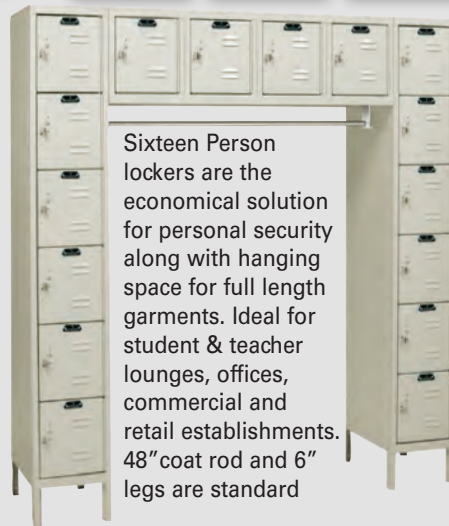 Sixteen Person
lockers are the
economical solution
for personal security
along with hanging
space for full length
garments. Ideal for
student & teacher
lounges, offices,
commercial and
retail establishments.
48”coat rod and 6”
legs are standard